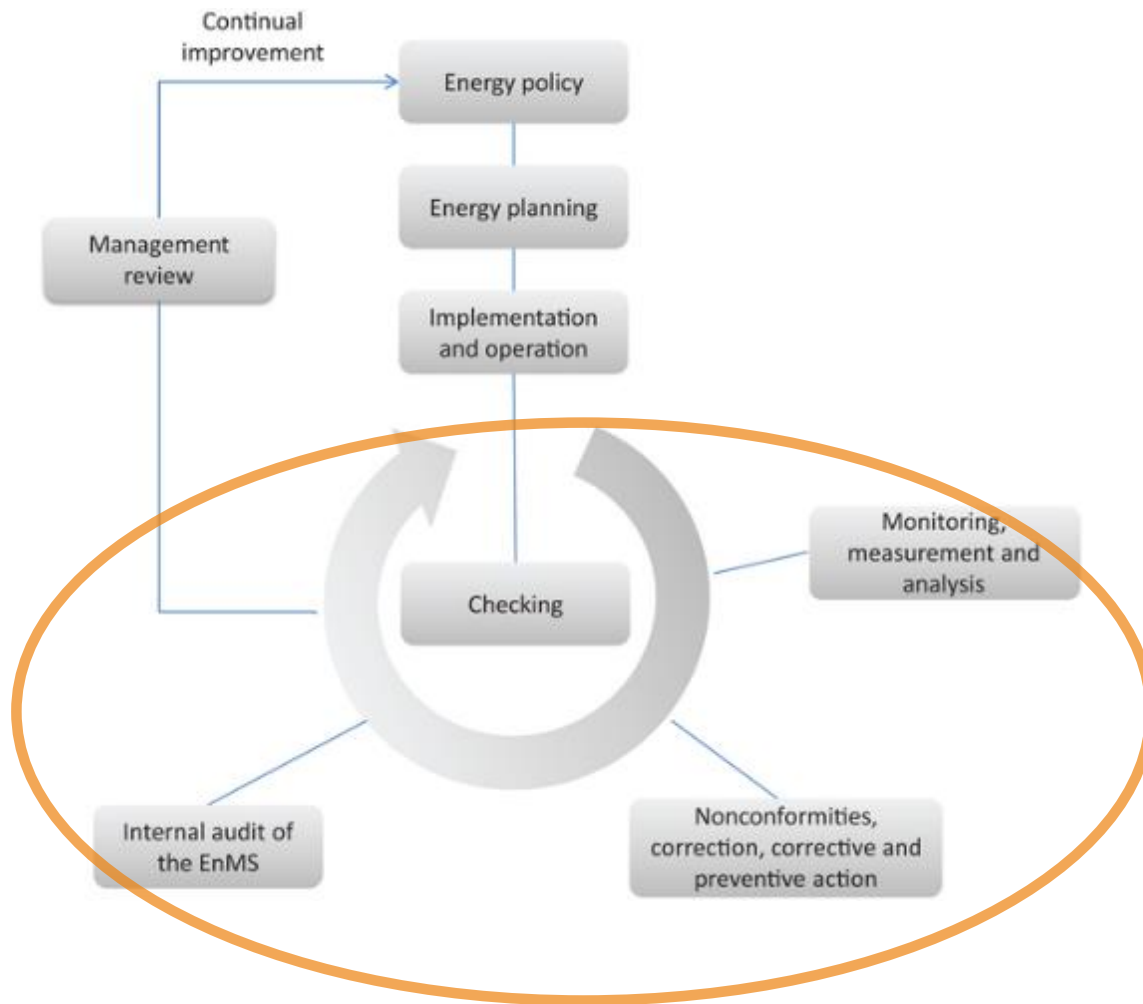 Continual
improvement
Energy policy
Energy planning
Management
review
Implementation
and operation
Monitoring,
measurement and
analysis
Checking
Internal audit of
the EnMS
Nonconformities,
correction, corrective and
preventive action